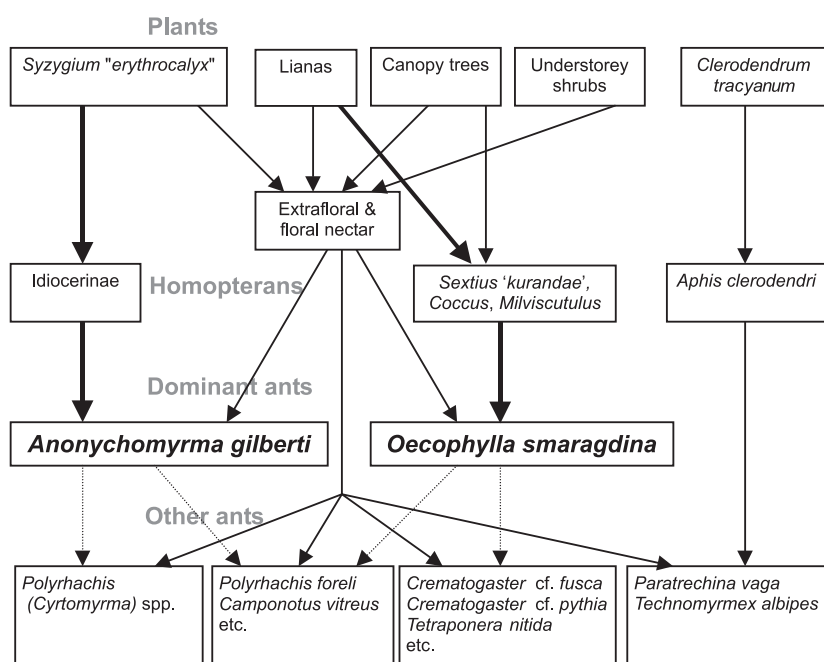 Plants
Syzygium "erythrocalyx"
Lianas
Canopy trees
Understorey
shrubs
Clerodendrum
tracyanum
Extrafloral &
floral nectar
Idiocerinae
Homopterans
Sextius ‘kurandae’,
Coccus, Milviscutulus
Aphis clerodendri
Dominant ants
Anonychomyrma gilberti
Oecophylla smaragdina
Other ants
Polyrhachis
(Cyrtomyrma) spp.
Polyrhachis foreli
Camponotus vitreus
etc.
Crematogaster cf. fusca
Crematogaster cf. pythia
Tetraponera nitida
etc.
Paratrechina vaga
Technomyrmex albipes